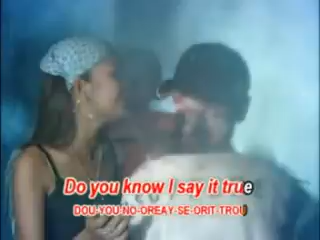 Do you know I say it true
DOU-YOU-NO-OREAY-SE-ORIT-TROU